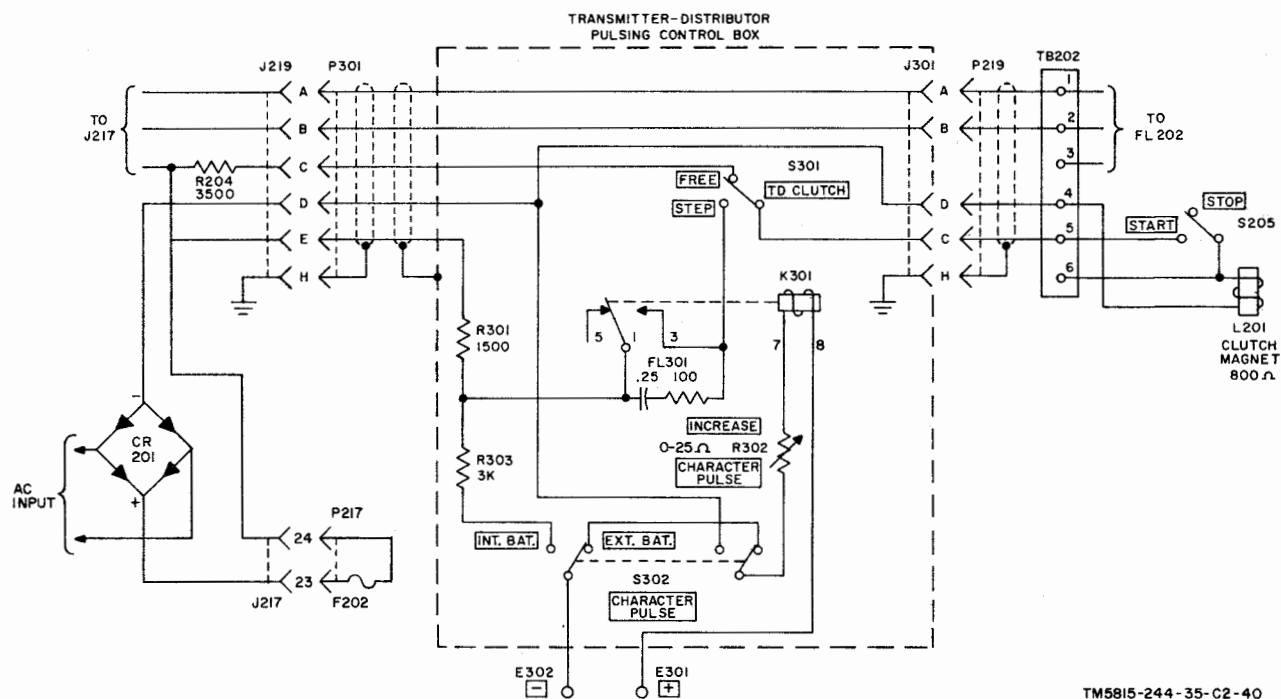 TRANSMITTER-DISTRIBUTOR
PULSING CONTROL BOX
J219 P301
J301 P219
TB202
A
A
1
TO
J217
B
B
2
TO
FL 202
C
3
R204
3500
S301
FREE
TD CLUTCH
STEP
D
D
4
STOP
S205
START
E
C
5
H
H
6
K301
L201
CLUTCH
MAGNET
800 Ω
R301
1500
5 1 3
7 8
FL301
.25 100
INCREASE
0-25 Ω R302
CHARACTER
PULSE
-
CR
201
+
R303
3K
AC
INPUT
P217
24
23
J217 F202
INT. BAT.
EXT. BAT.
S302
CHARACTER
PULSE
E302
-
E301
+
TM5815-244-35-C2-40